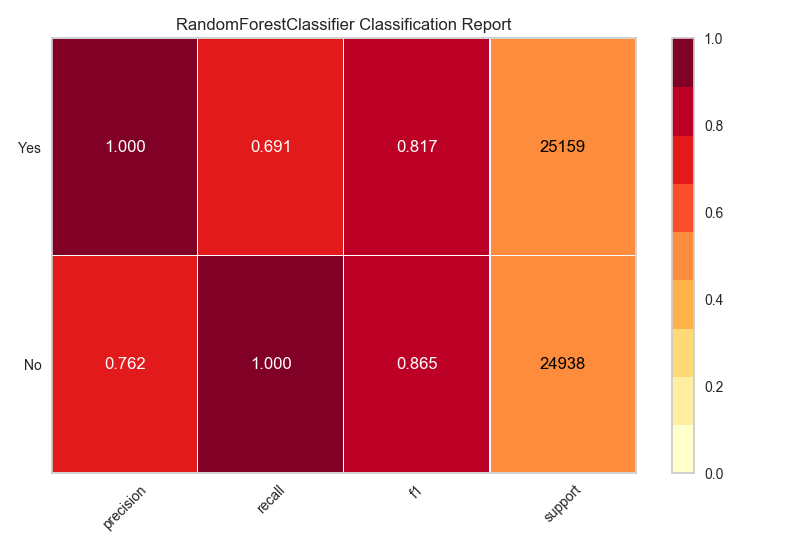 RandomForestClassifier Classification Report
Yes 1.000 0.691 0.817 25159
No 0.762 1.000 0.865 24938
precision recall f1 support
1.0
0.8
0.6
0.4
0.2
0.0